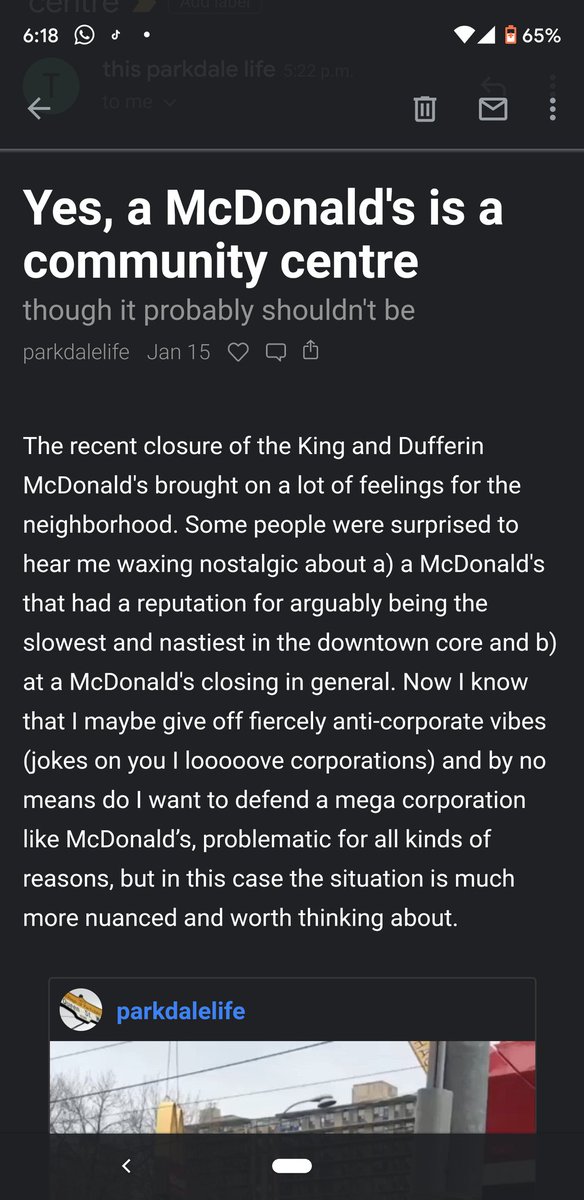 centre
Add label
6:18
65%
T
this parkdale life 5:22 p.m.
to me
Yes, a McDonald's is a
community centre
though it probably shouldn't be
parkdalelife Jan 15
The recent closure of the King and Dufferin
McDonald's brought on a lot of feelings for the
neighborhood. Some people were surprised to
hear me waxing nostalgic about a) a McDonald's
that had a reputation for arguably being the
slowest and nastiest in the downtown core and b)
at a McDonald's closing in general. Now I know
that I maybe give off fiercely anti-corporate vibes
(jokes on you I looooove corporations) and by no
means do I want to defend a mega corporation
like McDonald’s, problematic for all kinds of
reasons, but in this case the situation is much
more nuanced and worth thinking about.
parkdalelife